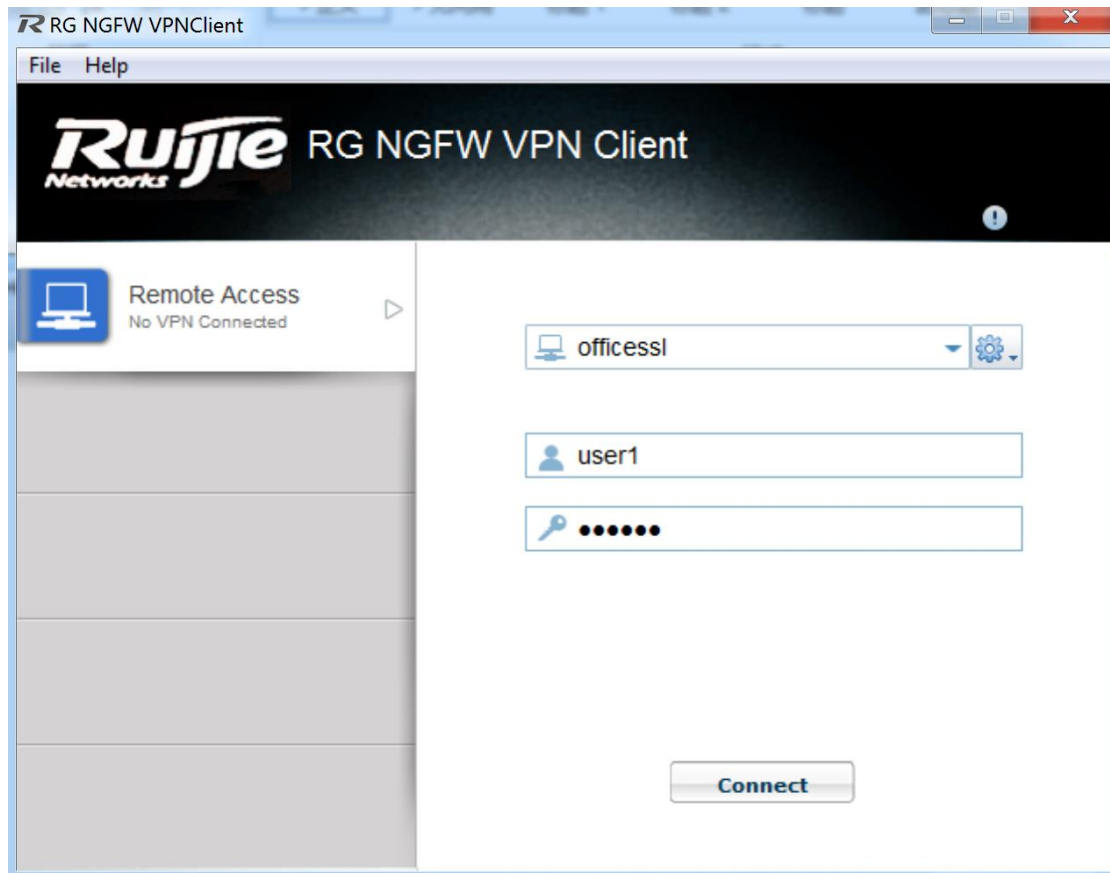 RG NGFW VPNClient
File Help
Ruijie
Networks
RG NGFW VPN Client
Remote Access
No VPN Connected
officessl
user1
••••••
Connect